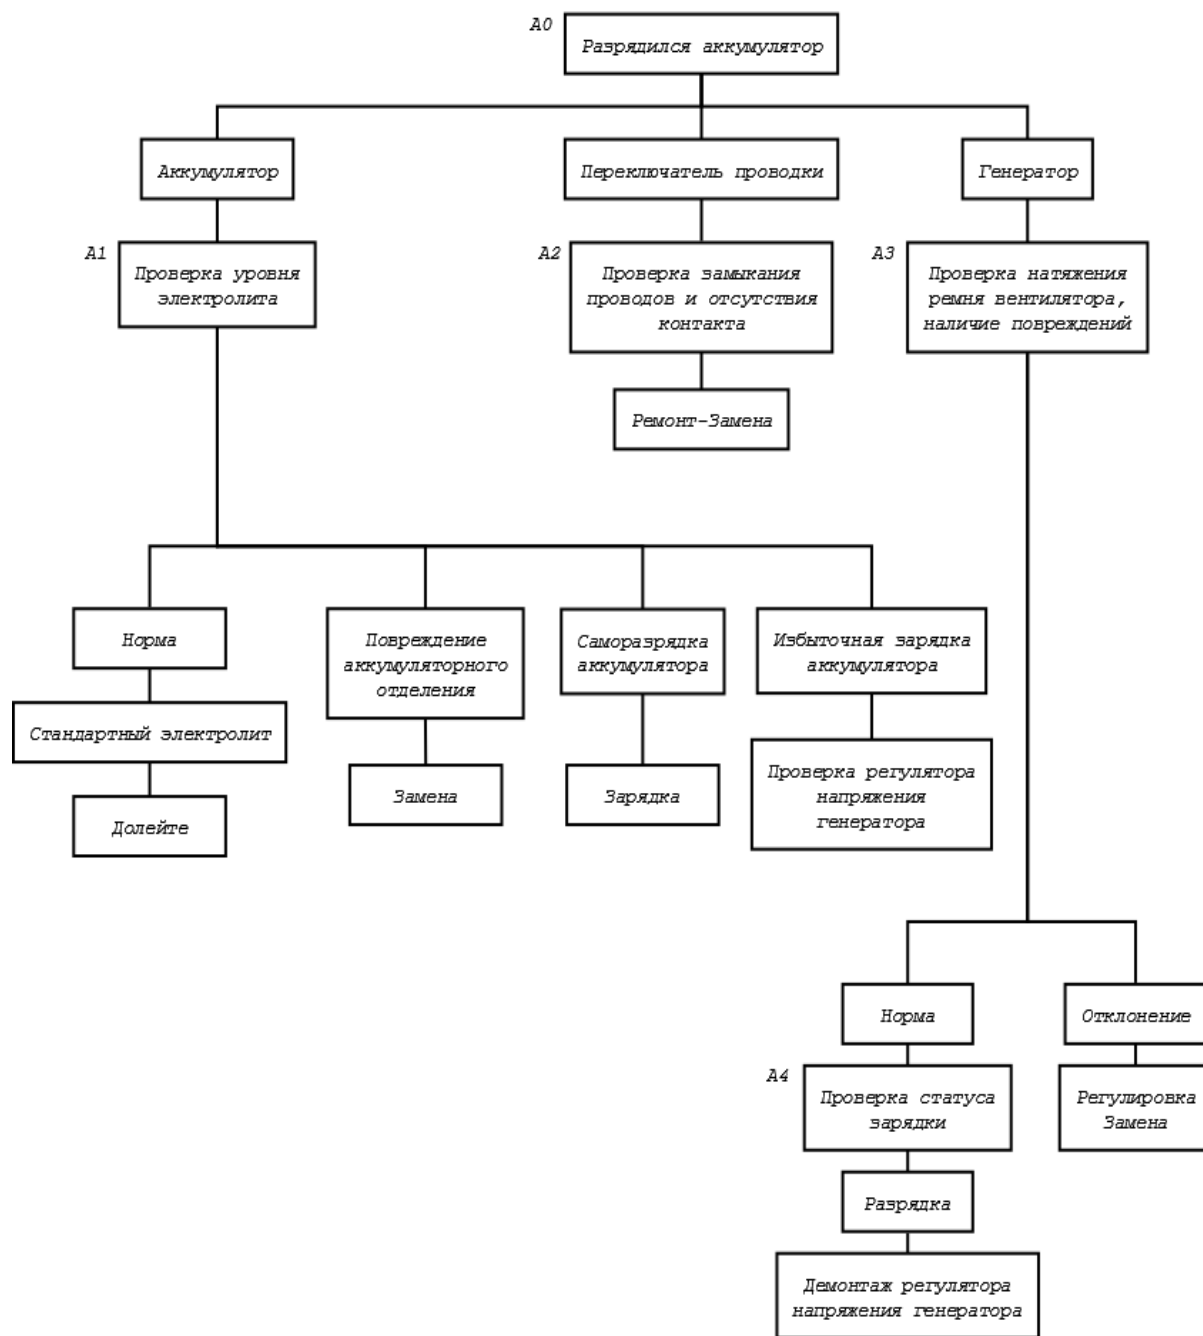 A0
Разрядился аккумулятор
Аккумулятор
Переключатель проводки
Генератор
A1
Проверка уровня
электролита
A2
Проверка замыкания
проводов и отсутствия
контакта
A3
Проверка натяжения
ремня вентилятора,
наличие повреждений
Ремонт-Замена
Норма
Повреждение
аккумуляторного
отделения
Саморазрядка
аккумулятора
Избыточная зарядка
аккумулятора
Стандартный электролит
Замена
Зарядка
Проверка регулятора
напряжения
генератора
Долейте
Норма
Отклонение
A4
Проверка статуса
зарядки
Регулировка
Замена
Разрядка
Демонтаж регулятора
напряжения генератора